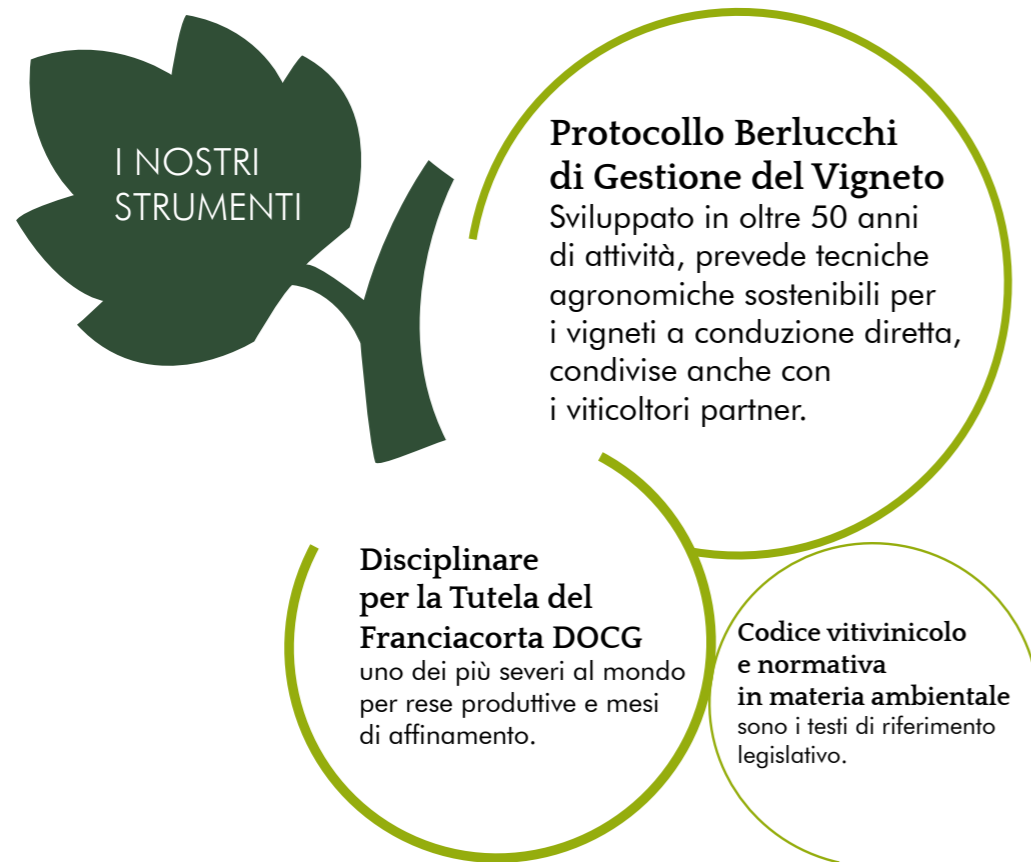 I NOSTRI
STRUMENTI
Protocollo Berlucchi
di Gestione del Vigneto
Sviluppato in oltre 50 anni
di attività, prevede tecniche
agronomiche sostenibili per
i vigneti a conduzione diretta,
condivise anche con
i viticoltori partner.
Disciplinare
per la Tutela del
Franciacorta DOCG
uno dei più severi al mondo
per rese produttive e mesi
di affinamento.
Codice vitivinicolo
e normativa
in materia ambientale
sono i testi di riferimento
legislativo.